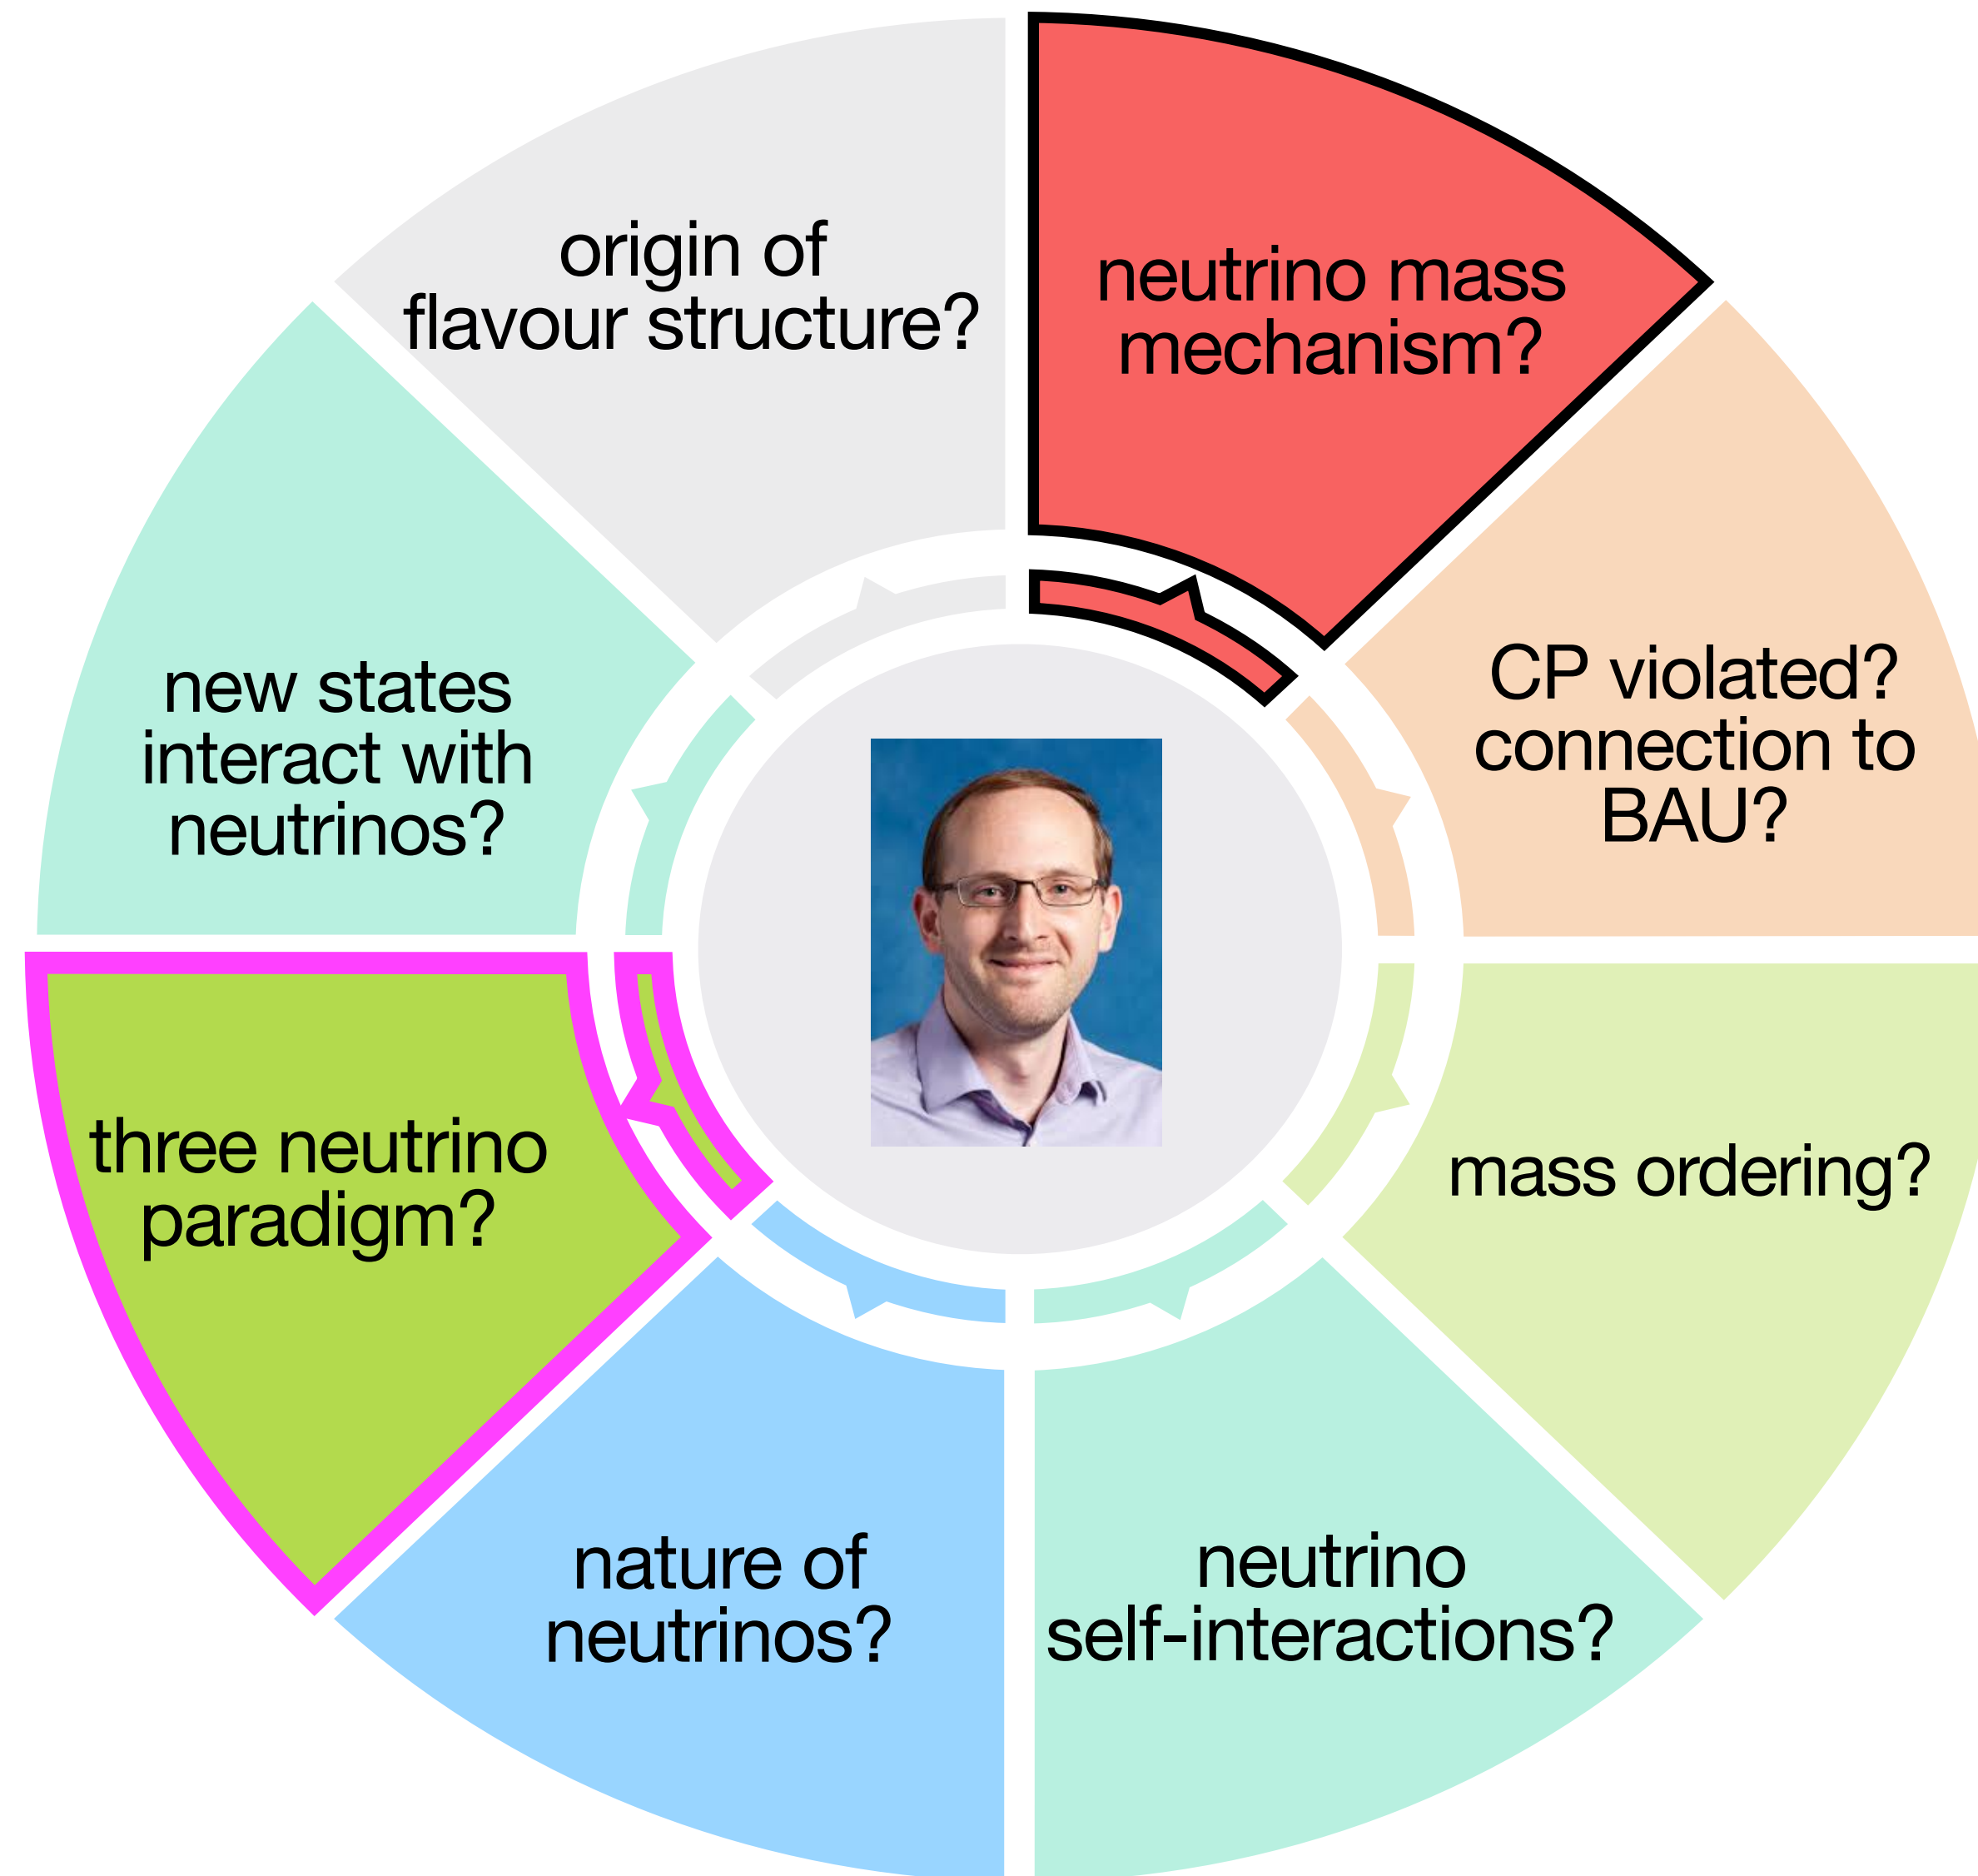 origin of
flavour structure?
neutrino mass
mechanism?
CP violated?
connection to
BAU?
mass ordering?
neutrino
self-interactions?
nature of
neutrinos?
three neutrino
paradigm?
new states
interact with
neutrinos?